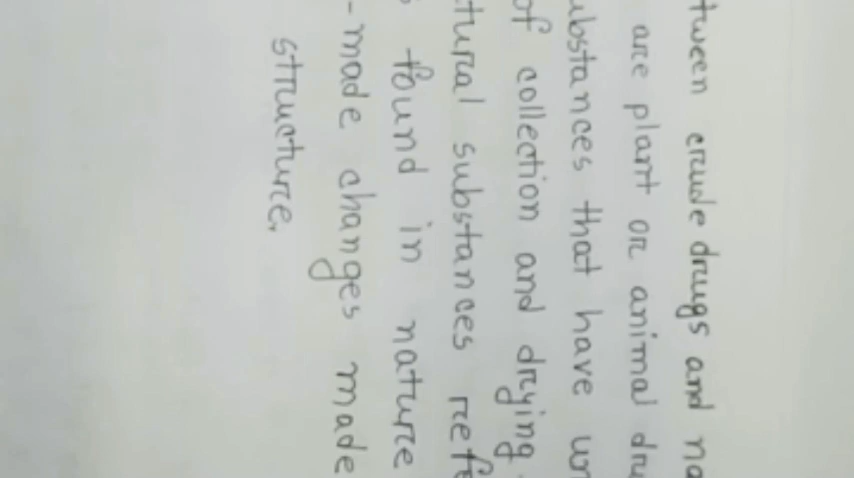 tween crude drugs and na
are plant or animal dru
ubstances that have un
of collection and drying
tural substances refe
found in nature
-made changes made
structure.